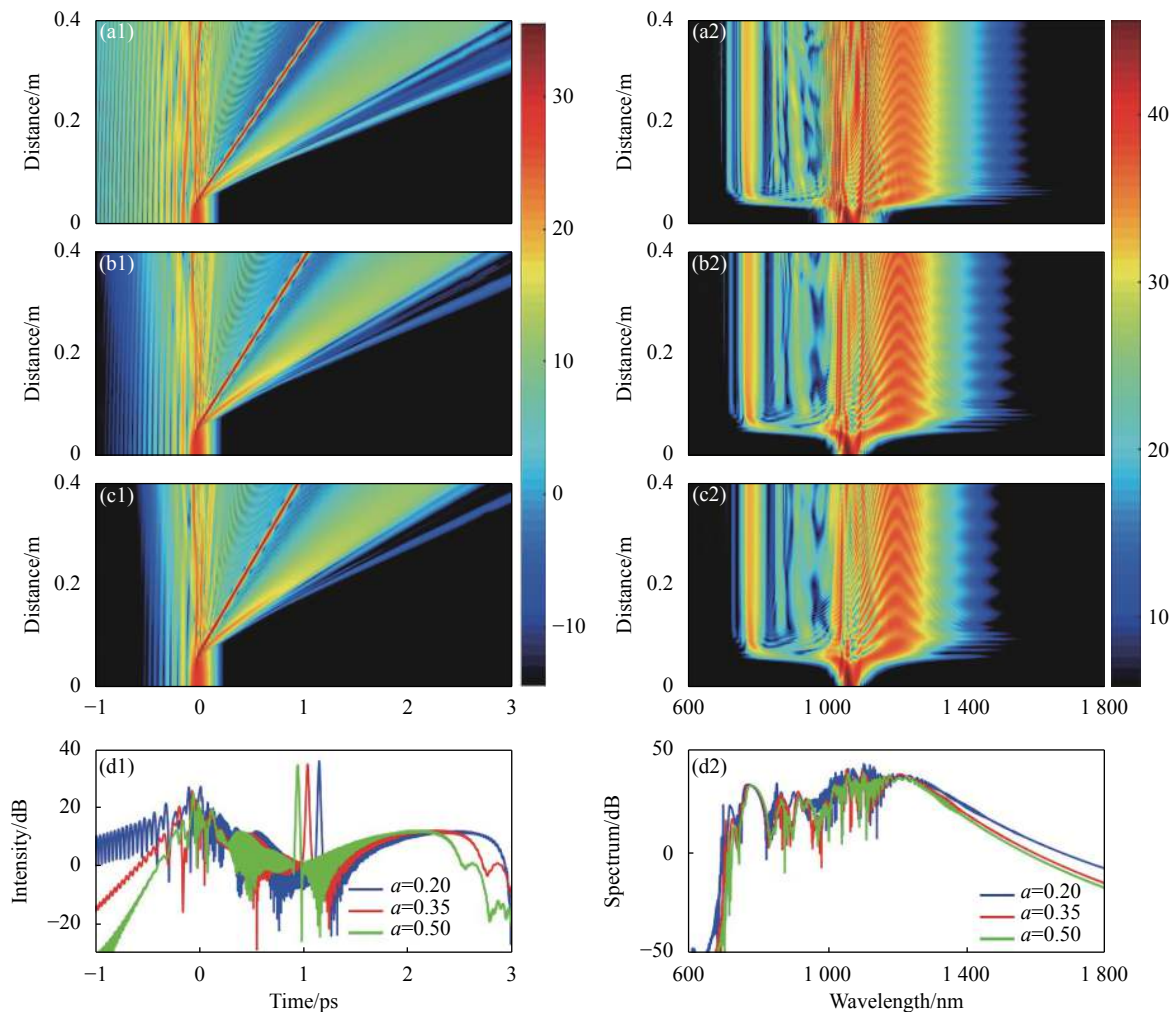 0.4
(a1)
Distance/m
0.2
0
0.4
(b1)
Distance/m
0.2
0
0.4
(c1)
Distance/m
0.2
0
−1
0
1
2
3
30
20
10
0
−10
0.4
(a2)
Distance/m
0.2
0
0.4
(b2)
Distance/m
0.2
0
0.4
(c2)
Distance/m
0.2
0
600
1 000
1 400
1 800
40
30
20
10
40
(d1)
20
0
−20
Intensity/dB
a=0.20
a=0.35
a=0.50
−1
0
1
2
3
Time/ps
50
(d2)
0
−50
Spectrum/dB
a=0.20
a=0.35
a=0.50
600
1 000
1 400
1 800
Wavelength/nm